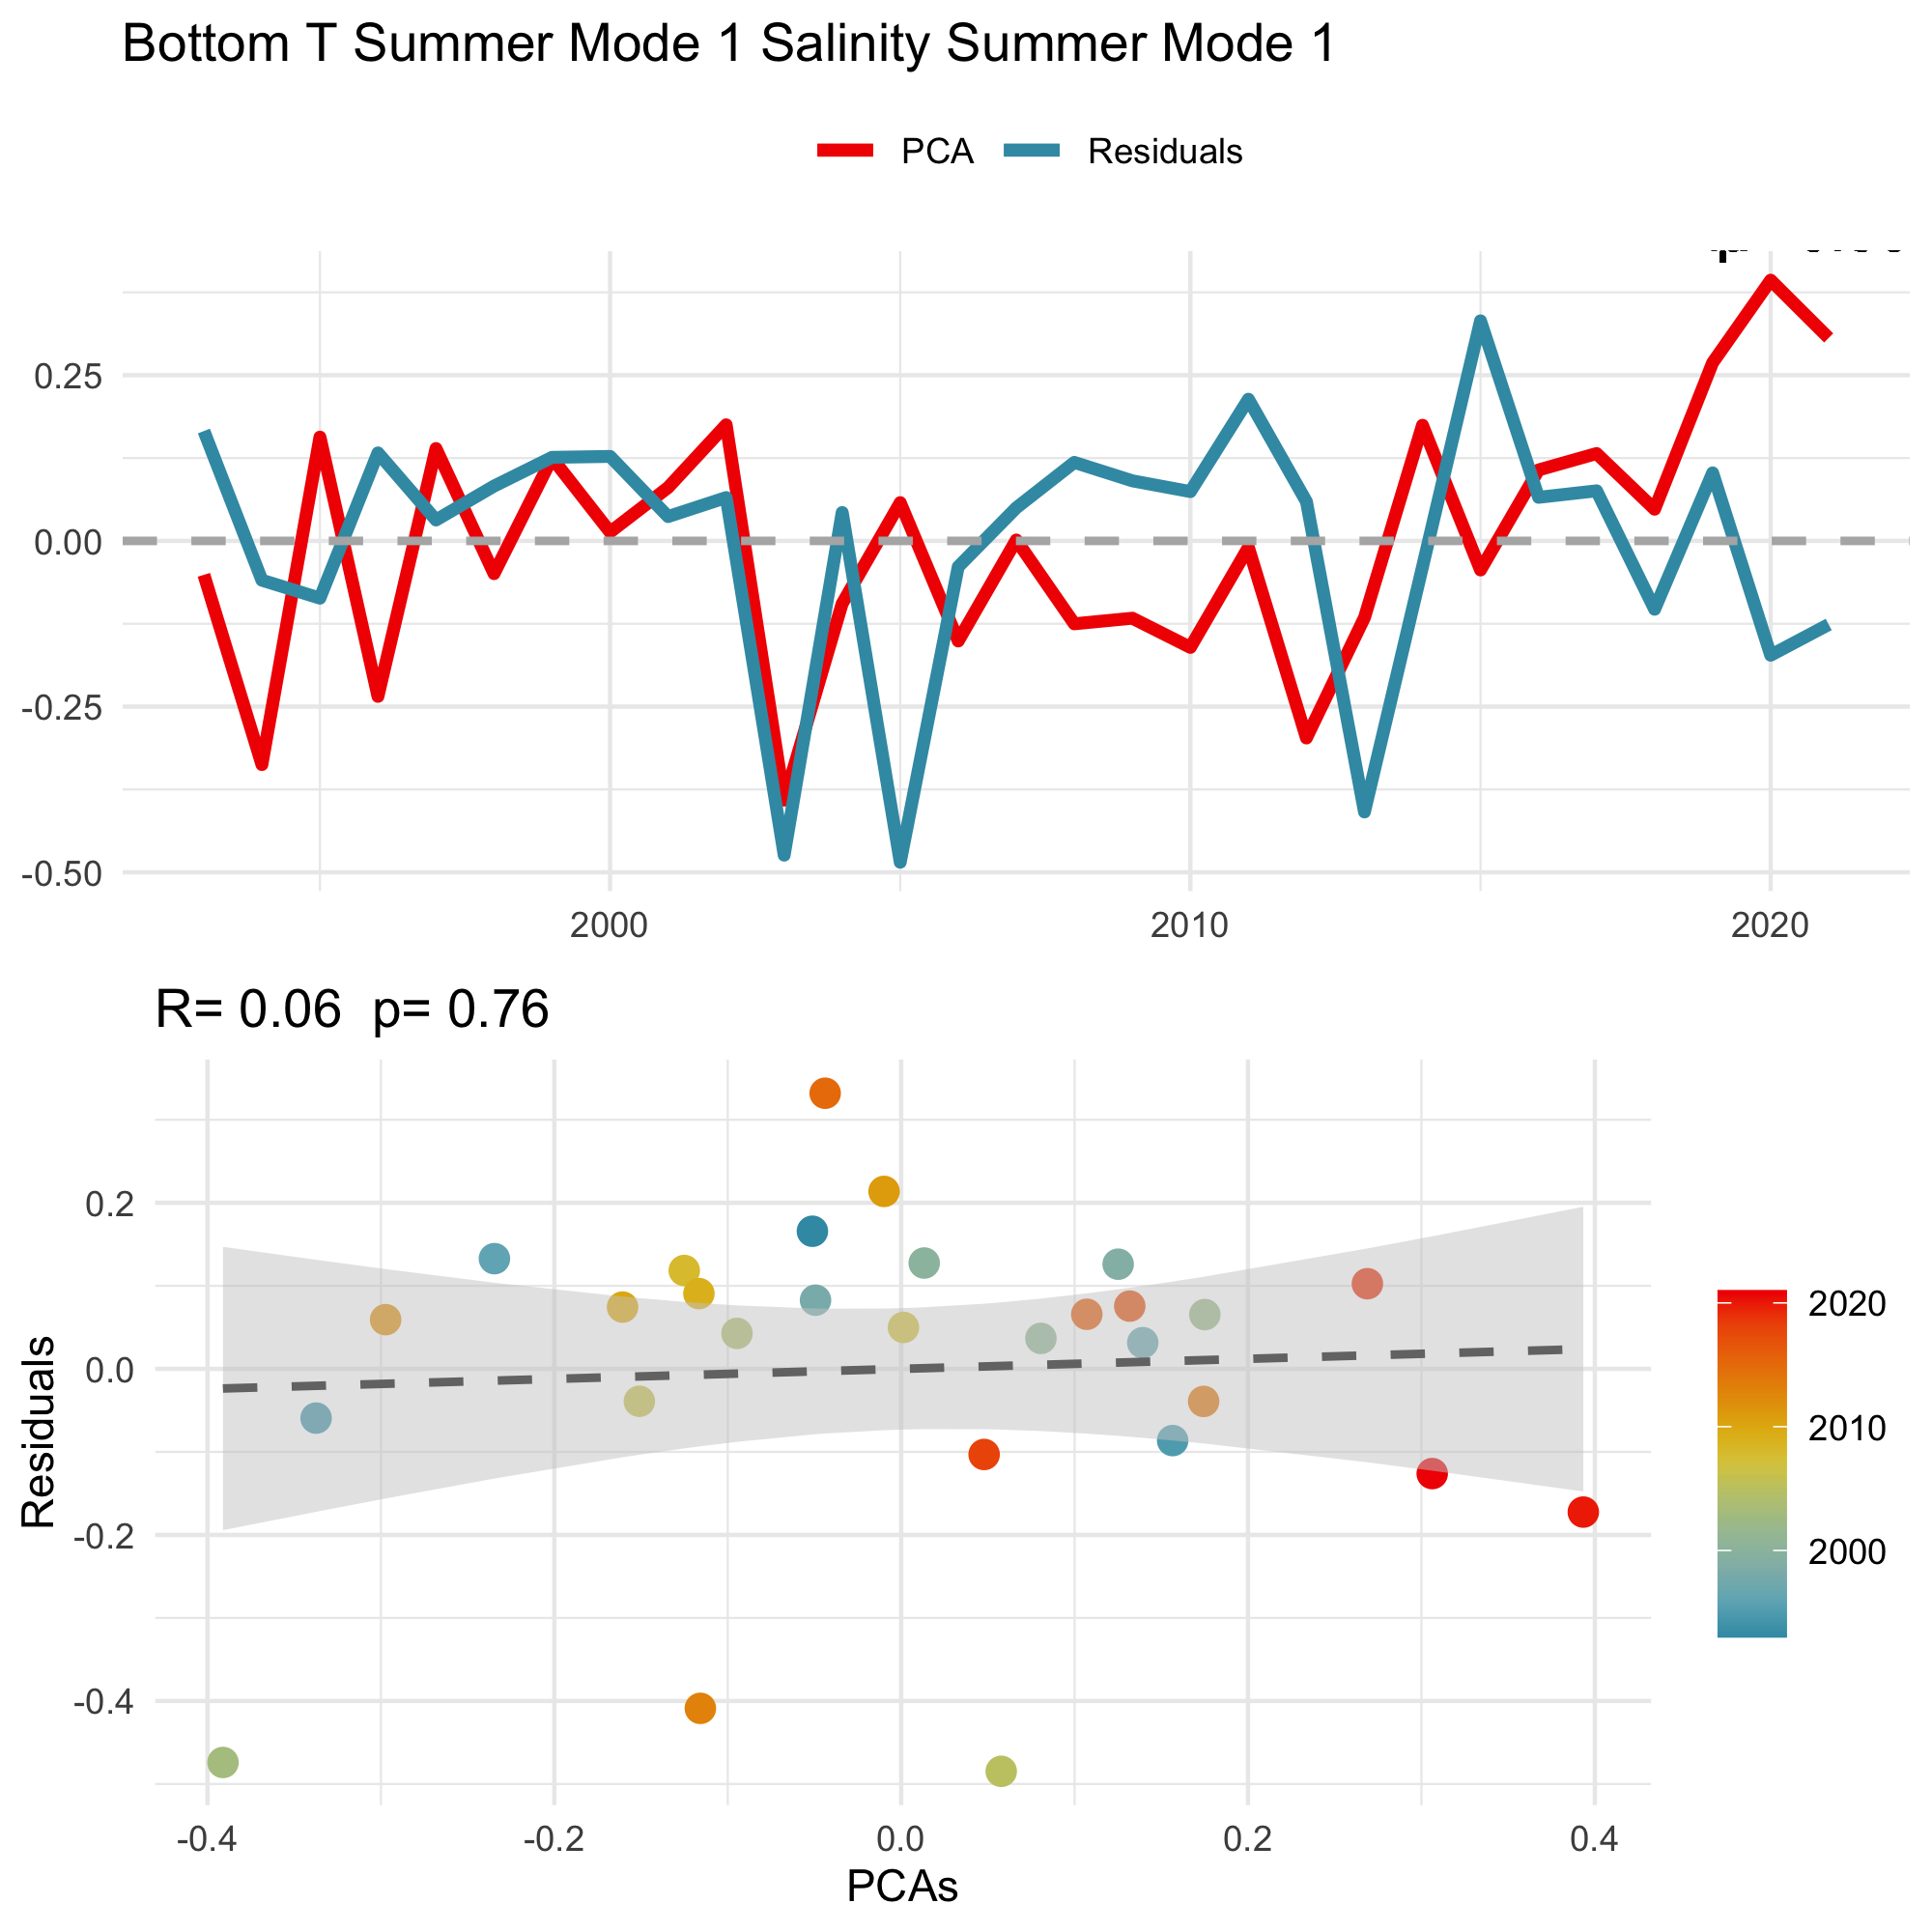 Bottom T Summer Mode 1 Salinity Summer Mode 1
PCA Residuals
0.25
0.00
-0.25
-0.50
2000 2010 2020
R= 0.06 p= 0.76
Residuals
0.2
0.0
-0.2
-0.4
-0.4 -0.2 0.0 0.2 0.4
PCAs
2020
2010
2000